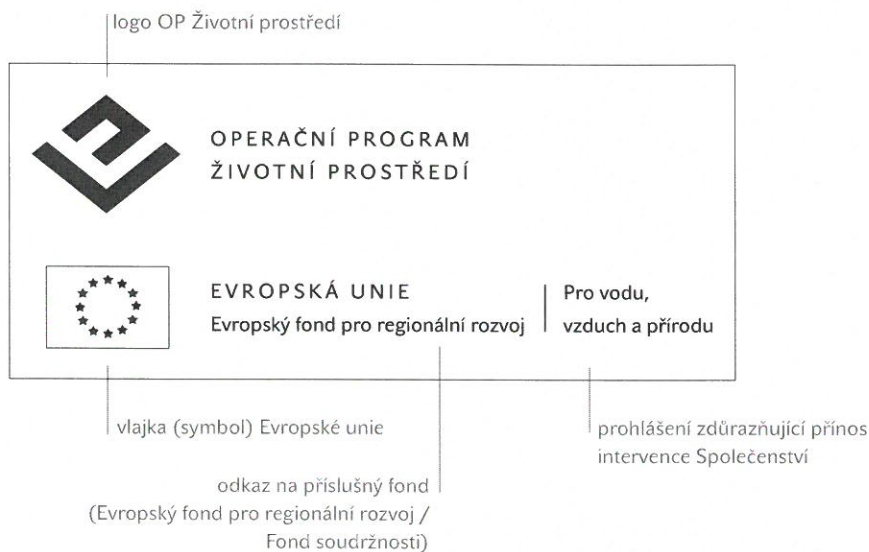 logo OP Životní prostředí
OPERAČNÍ PROGRAM
ŽIVOTNÍ PROSTŘEDÍ
EVROPSKÁ UNIE
Evropský fond pro regionální rozvoj
Pro vodu,
vzduch a přírodu
vlajka (symbol) Evropské unie
prohlášení zdůrazňující přínos
intervence Společenství
odkaz na příslušný fond
(Evropský fond pro regionální rozvoj /
Fond soudržnosti)